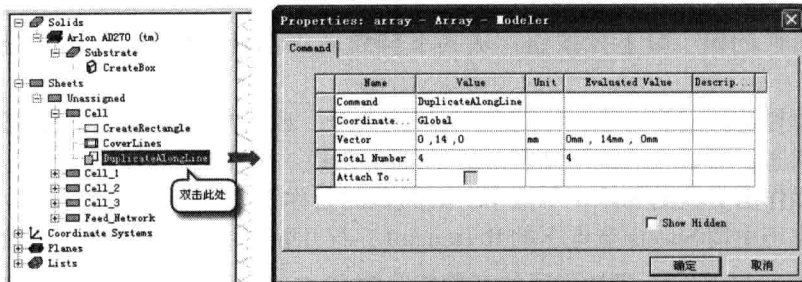 Solids
Arlon AD270 (tm)
Substrate
CreateBox
Sheets
Unassigned
Cell
CreateRectangle
CoverLines
DuplicateAlongLine
Cell_1
Cell_2
Cell_3
Feed_Network
Coordinate Systems
Planes
Lists
双击此处
Properties: array - Array - Modeler
Command
Name Value Unit Evaluated Value Descrip...
Command DuplicateAlongLine
Coordinate... Global
Vector 0 ,14 ,0 mm 0mm , 14mm , 0mm
Total Number 4 4
Attach To ...
Show Hidden
确定 取消